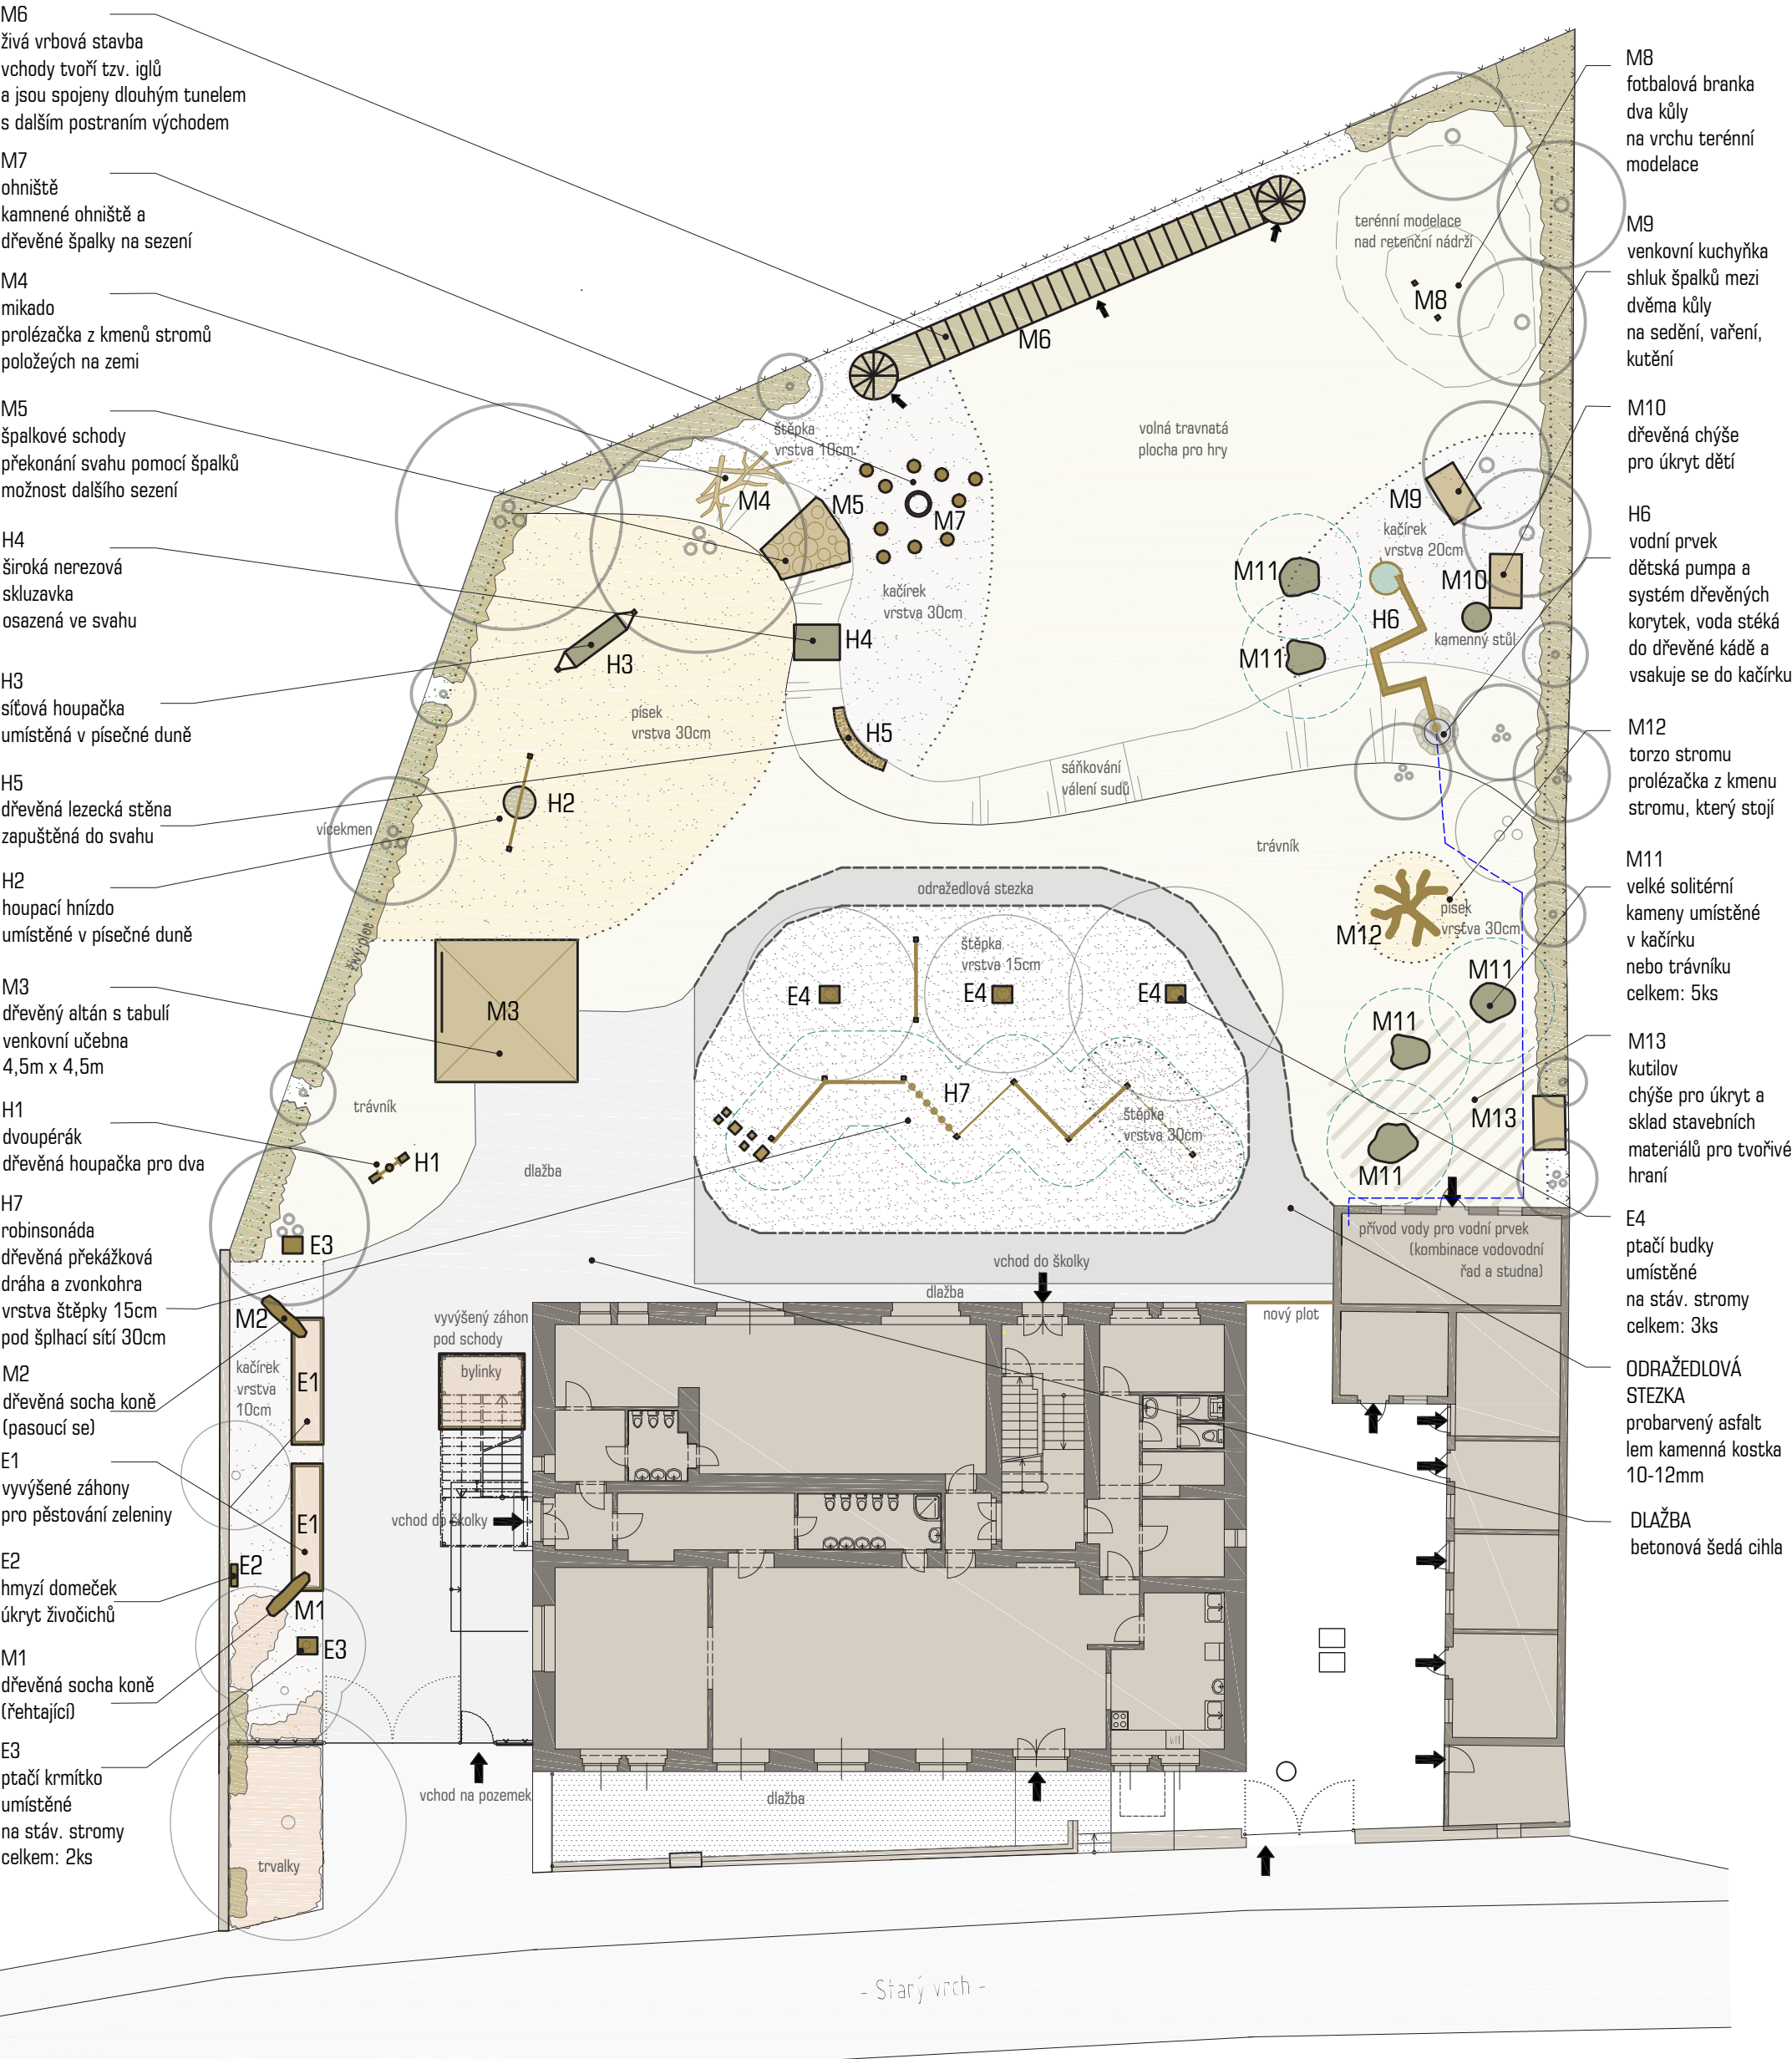 M6
živá vrbová stavba
vchody tvoří tzv. iglů
a jsou spojeny dlouhým tunelem
s dalším postraním východem
M7
ohniště
kamnené ohniště a
dřevěné špalky na sezení
M4
mikado
prolézačka z kmenů stromů
položeých na zemi
M5
špalkové schody
překonání svahu pomocí špalků
možnost dalšího sezení
H4
široká nerezová
skluzavka
osazená ve svahu
H3
síťová houpačka
umístěná v písečné duně
H5
dřevěná lezecká stěna
zapuštěná do svahu
H2
houpací hnízdo
umístěné v písečné duně
M3
dřevěný altán s tabulí
venkovní učebna
4,5m x 4,5m
H1
dvoupérák
dřevěná houpačka pro dva
H7
robinsonáda
dřevěná překážková
dráha a zvonkohra
vrstva štěpky 15cm
pod šplhací sítí 30cm
M2
dřevěná socha koně
(pasoucí se)
E1
vyvýšené záhony
pro pěstování zeleniny
E2
hmyzí domeček
úkryt živočichů
M1
dřevěná socha koně
(řehtající)
E3
ptačí krmítko
umístěné
na stáv. stromy
celkem: 2ks
M8
fotbalová branka
dva kůly
na vrchu terénní
modelace
M9
venkovní kuchyňka
shluk špalků mezi
dvěma kůly
na sedění, vaření,
kutění
M10
dřevěná chýše
pro úkryt dětí
H6
vodní prvek
dětská pumpa a
systém dřevěných
korytek, voda stéká
do dřevěné kádě a
vsakuje se do kačírku
M12
torzo stromu
prolézačka z kmenu
stromu, který stojí
M11
velké solitérní
kameny umístěné
v kačírku
nebo trávníku
celkem: 5ks
M13
kutilov
chýše pro úkryt a
sklad stavebních
materiálů pro tvořivé
hraní
E4
ptačí budky
umístěné
na stáv. stromy
celkem: 3ks
ODRAŽEDLOVÁ
STEZKA
probarvený asfalt
lem kamenná kostka
10-12mm
DLAŽBA
betonová šedá cihla
terénní modelace
nad retenční nádrží
M8
M6
štěpka
vrstva 10cm
volná travnatá
plocha pro hry
M4
M5
M7
M9
kačírek
vrstva 20cm
M11
M10
kačírek
vrstva 30cm
H6
kamenný stůl
H4
M11
H3
písek
vrstva 30cm
H5
sáňkování
válení sudů
H2
vícekmen
trávník
odražedlová stezka
písek
vrstva 30cm
M12
živý plot
štěpka
vrstva 15cm
M11
E4
E4
E4
M3
M11
H7
trávník
štěpka
vrstva 30cm
M13
H1
dlažba
M11
E3
přívod vody pro vodní prvek
(kombinace vodovodní
řad a studna)
vchod do školky
dlažba
M2
vyvýšený záhon
pod schody
nový plot
kačírek
vrstva
10cm
E1
bylinky
vchod do školky
E1
E2
M1
E3
vchod na pozemek
dlažba
trvalky
- Starý vrch -